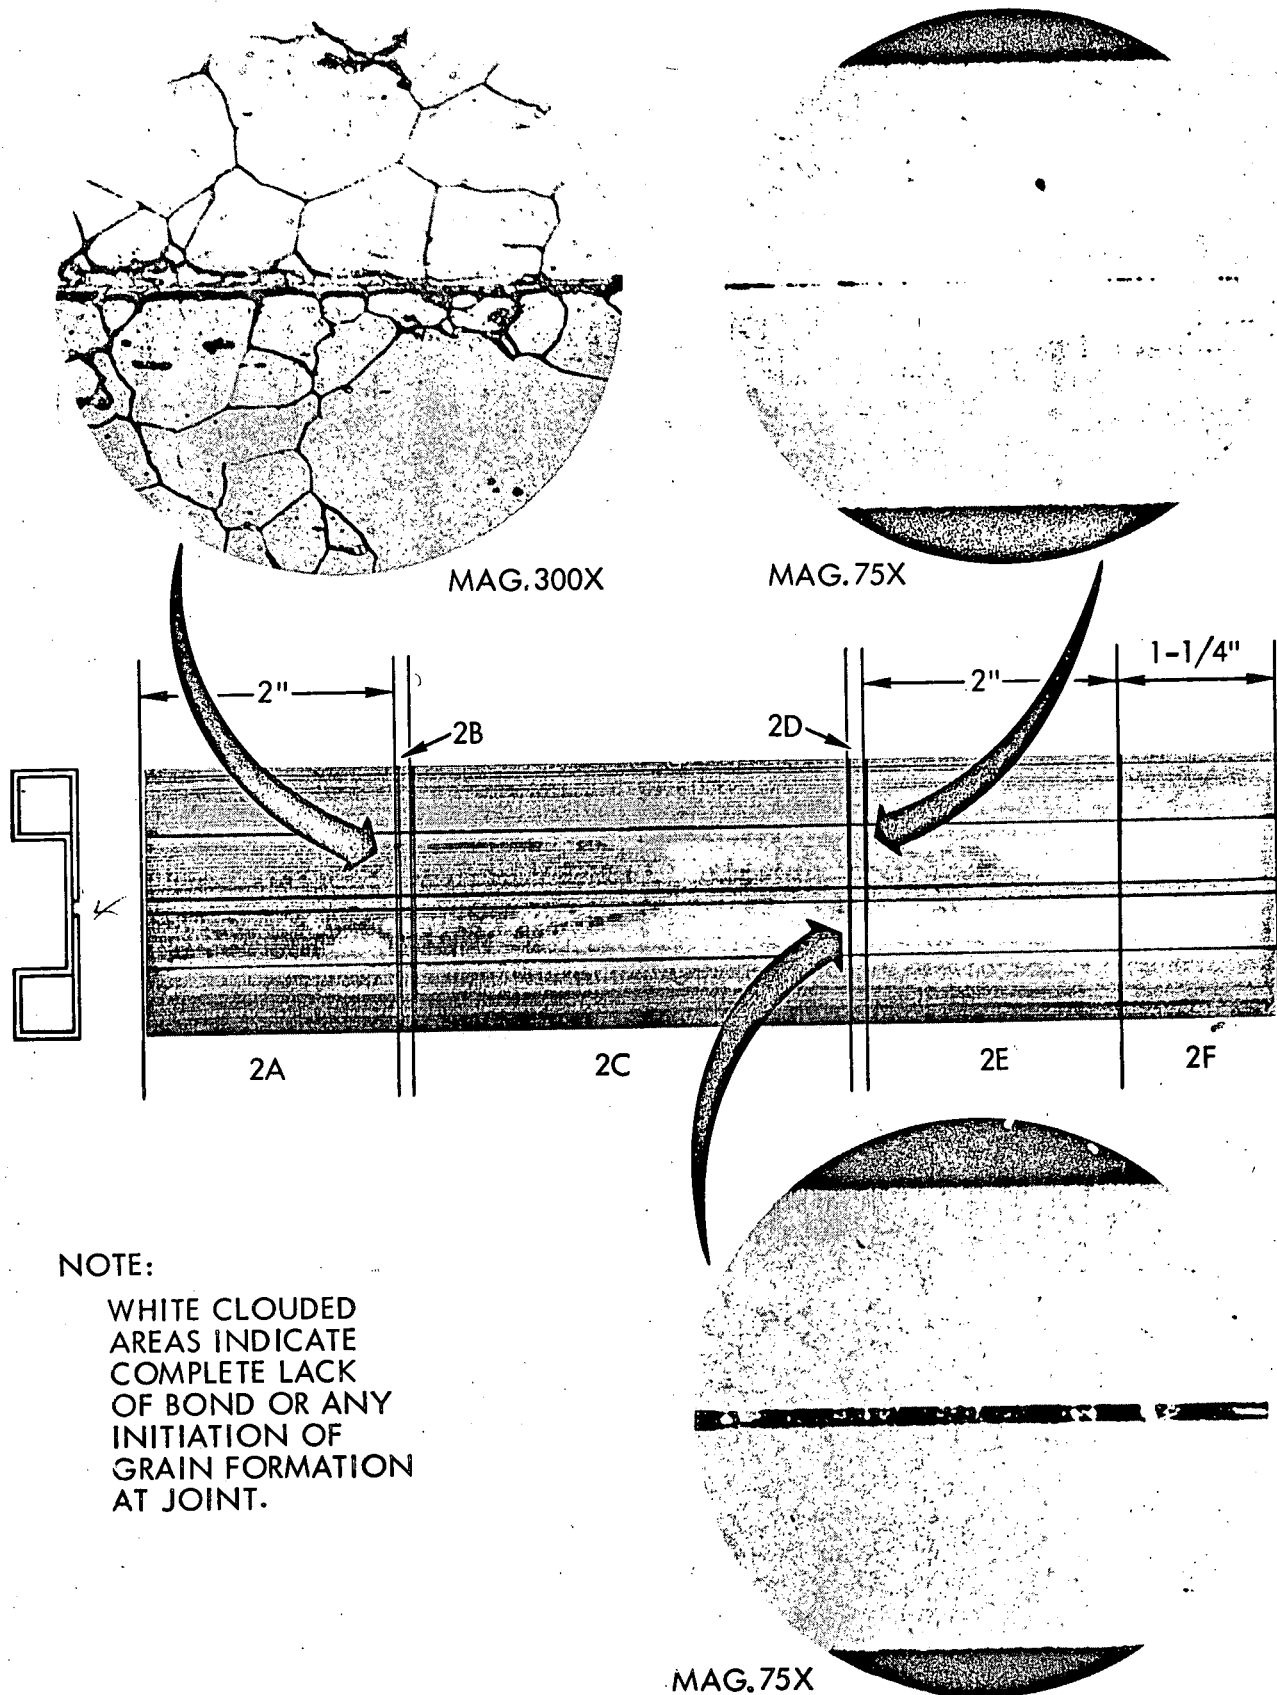 MAG. 300X
MAG. 75X
2"
2"
1-1/4"
2B
2D
2A
2C
2E
2F
NOTE:
WHITE CLOUDED
AREAS INDICATE
COMPLETE LACK
OF BOND OR ANY
INITIATION OF
GRAIN FORMATION
AT JOINT.
MAG. 75X